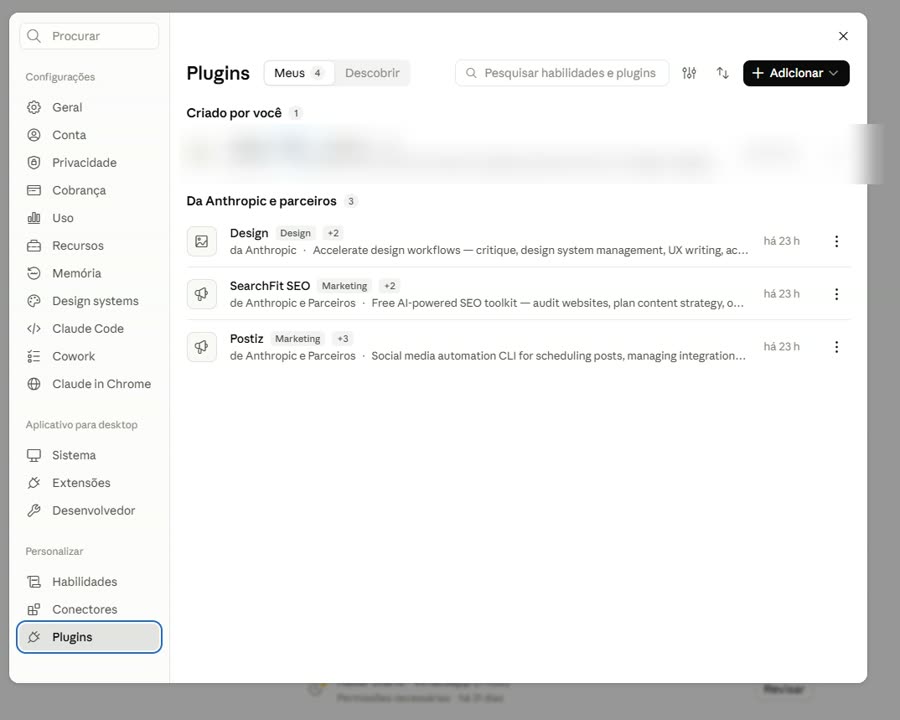 Procurar
Configurações
Geral
Conta
Privacidade
Cobrança
Uso
Recursos
Memória
Design systems
Claude Code
Cowork
Claude in Chrome
Aplicativo para desktop
Sistema
Extensões
Desenvolvedor
Personalizar
Habilidades
Conectores
Plugins
Plugins
Meus 4
Descobrir
Pesquisar habilidades e plugins
Adicionar
Criado por você 1
Da Anthropic e parceiros 3
Design Design +2
da Anthropic · Accelerate design workflows — critique, design system management, UX writing, ac...
há 23 h
SearchFit SEO Marketing +2
de Anthropic e Parceiros · Free AI-powered SEO toolkit — audit websites, plan content strategy, o...
há 23 h
Postiz Marketing +3
de Anthropic e Parceiros · Social media automation CLI for scheduling posts, managing integration...
há 23 h
Revisar